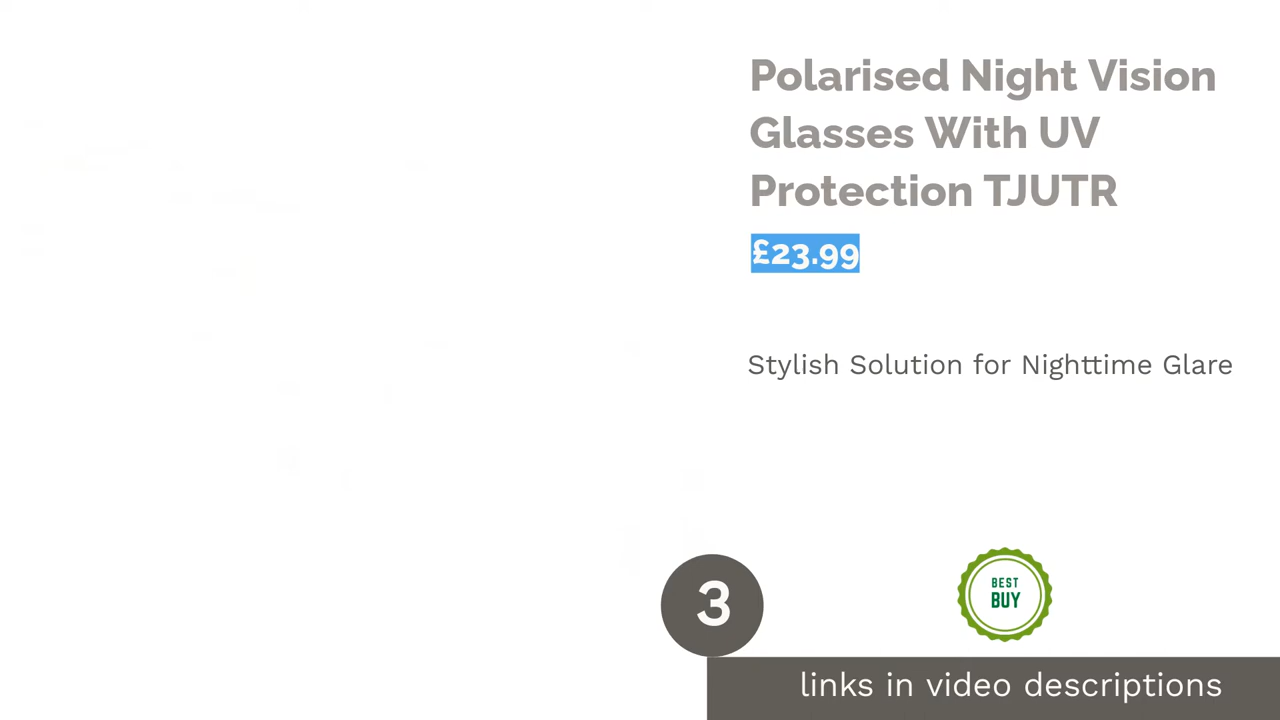 Polarised Night Vision
Glasses With UV
Protection TJUTR
£23.99
Stylish Solution for Nighttime Glare
3
BEST
BUY
links in video descriptions